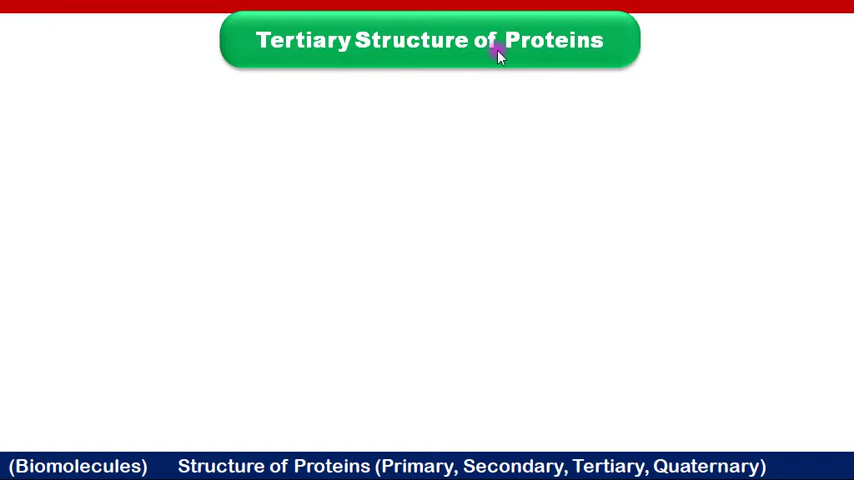 Tertiary Structure of Proteins
(Biomolecules) Structure of Proteins (Primary, Secondary, Tertiary, Quaternary)